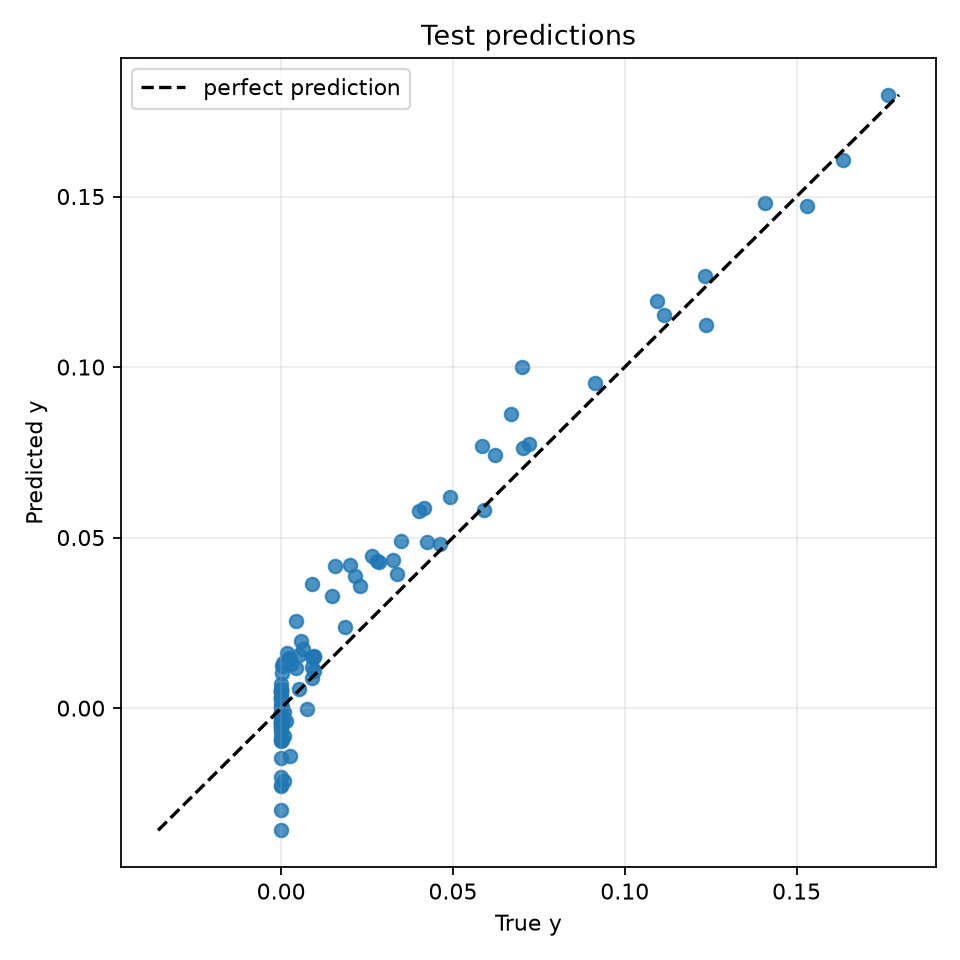 Test predictions
perfect prediction
Predicted y
0.15
0.10
0.05
0.00
0.00 0.05 0.10 0.15
True y